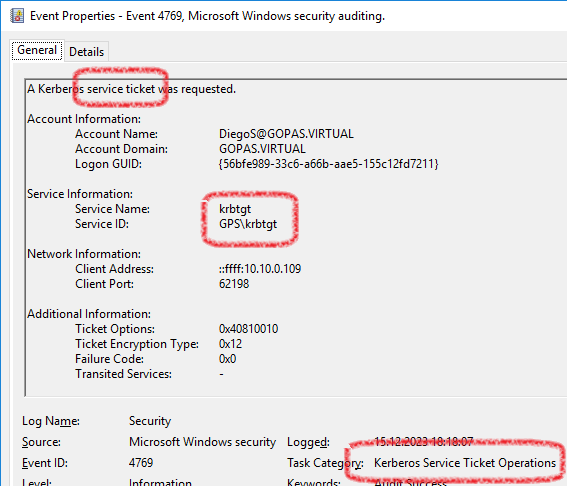 Event Properties - Event 4769, Microsoft Windows security auditing.
General Details
A Kerberos service ticket was requested.
Account Information:
Account Name: DiegoS@GOPAS.VIRTUAL
Account Domain: GOPAS.VIRTUAL
Logon GUID: {56bfe989-33c6-a66b-aae5-155c12fd7211}
Service Information:
Service Name: krbtgt
Service ID: GPS\krbtgt
Network Information:
Client Address: ::ffff:10.10.0.109
Client Port: 62198
Additional Information:
Ticket Options: 0x40810010
Ticket Encryption Type: 0x12
Failure Code: 0x0
Transited Services: -
Log Name: Security
Source: Microsoft Windows security Logged: 15.12.2023 18:18:07
Event ID: 4769 Task Category: Kerberos Service Ticket Operations
Level: Information Keywords: Audit Success